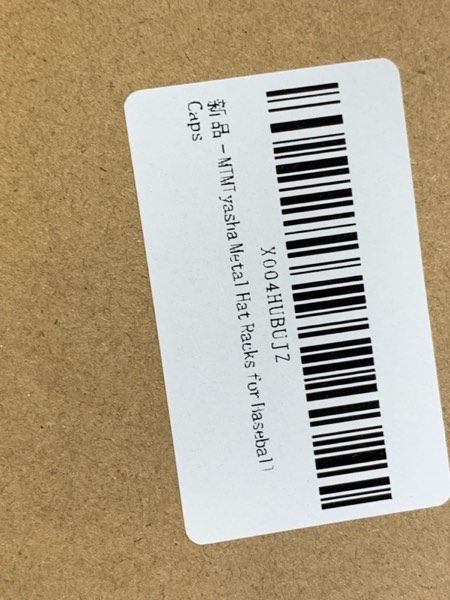 X004HUBUJZ
新品 - MTMTyasha Metal Hat Racks for Baseball
Caps